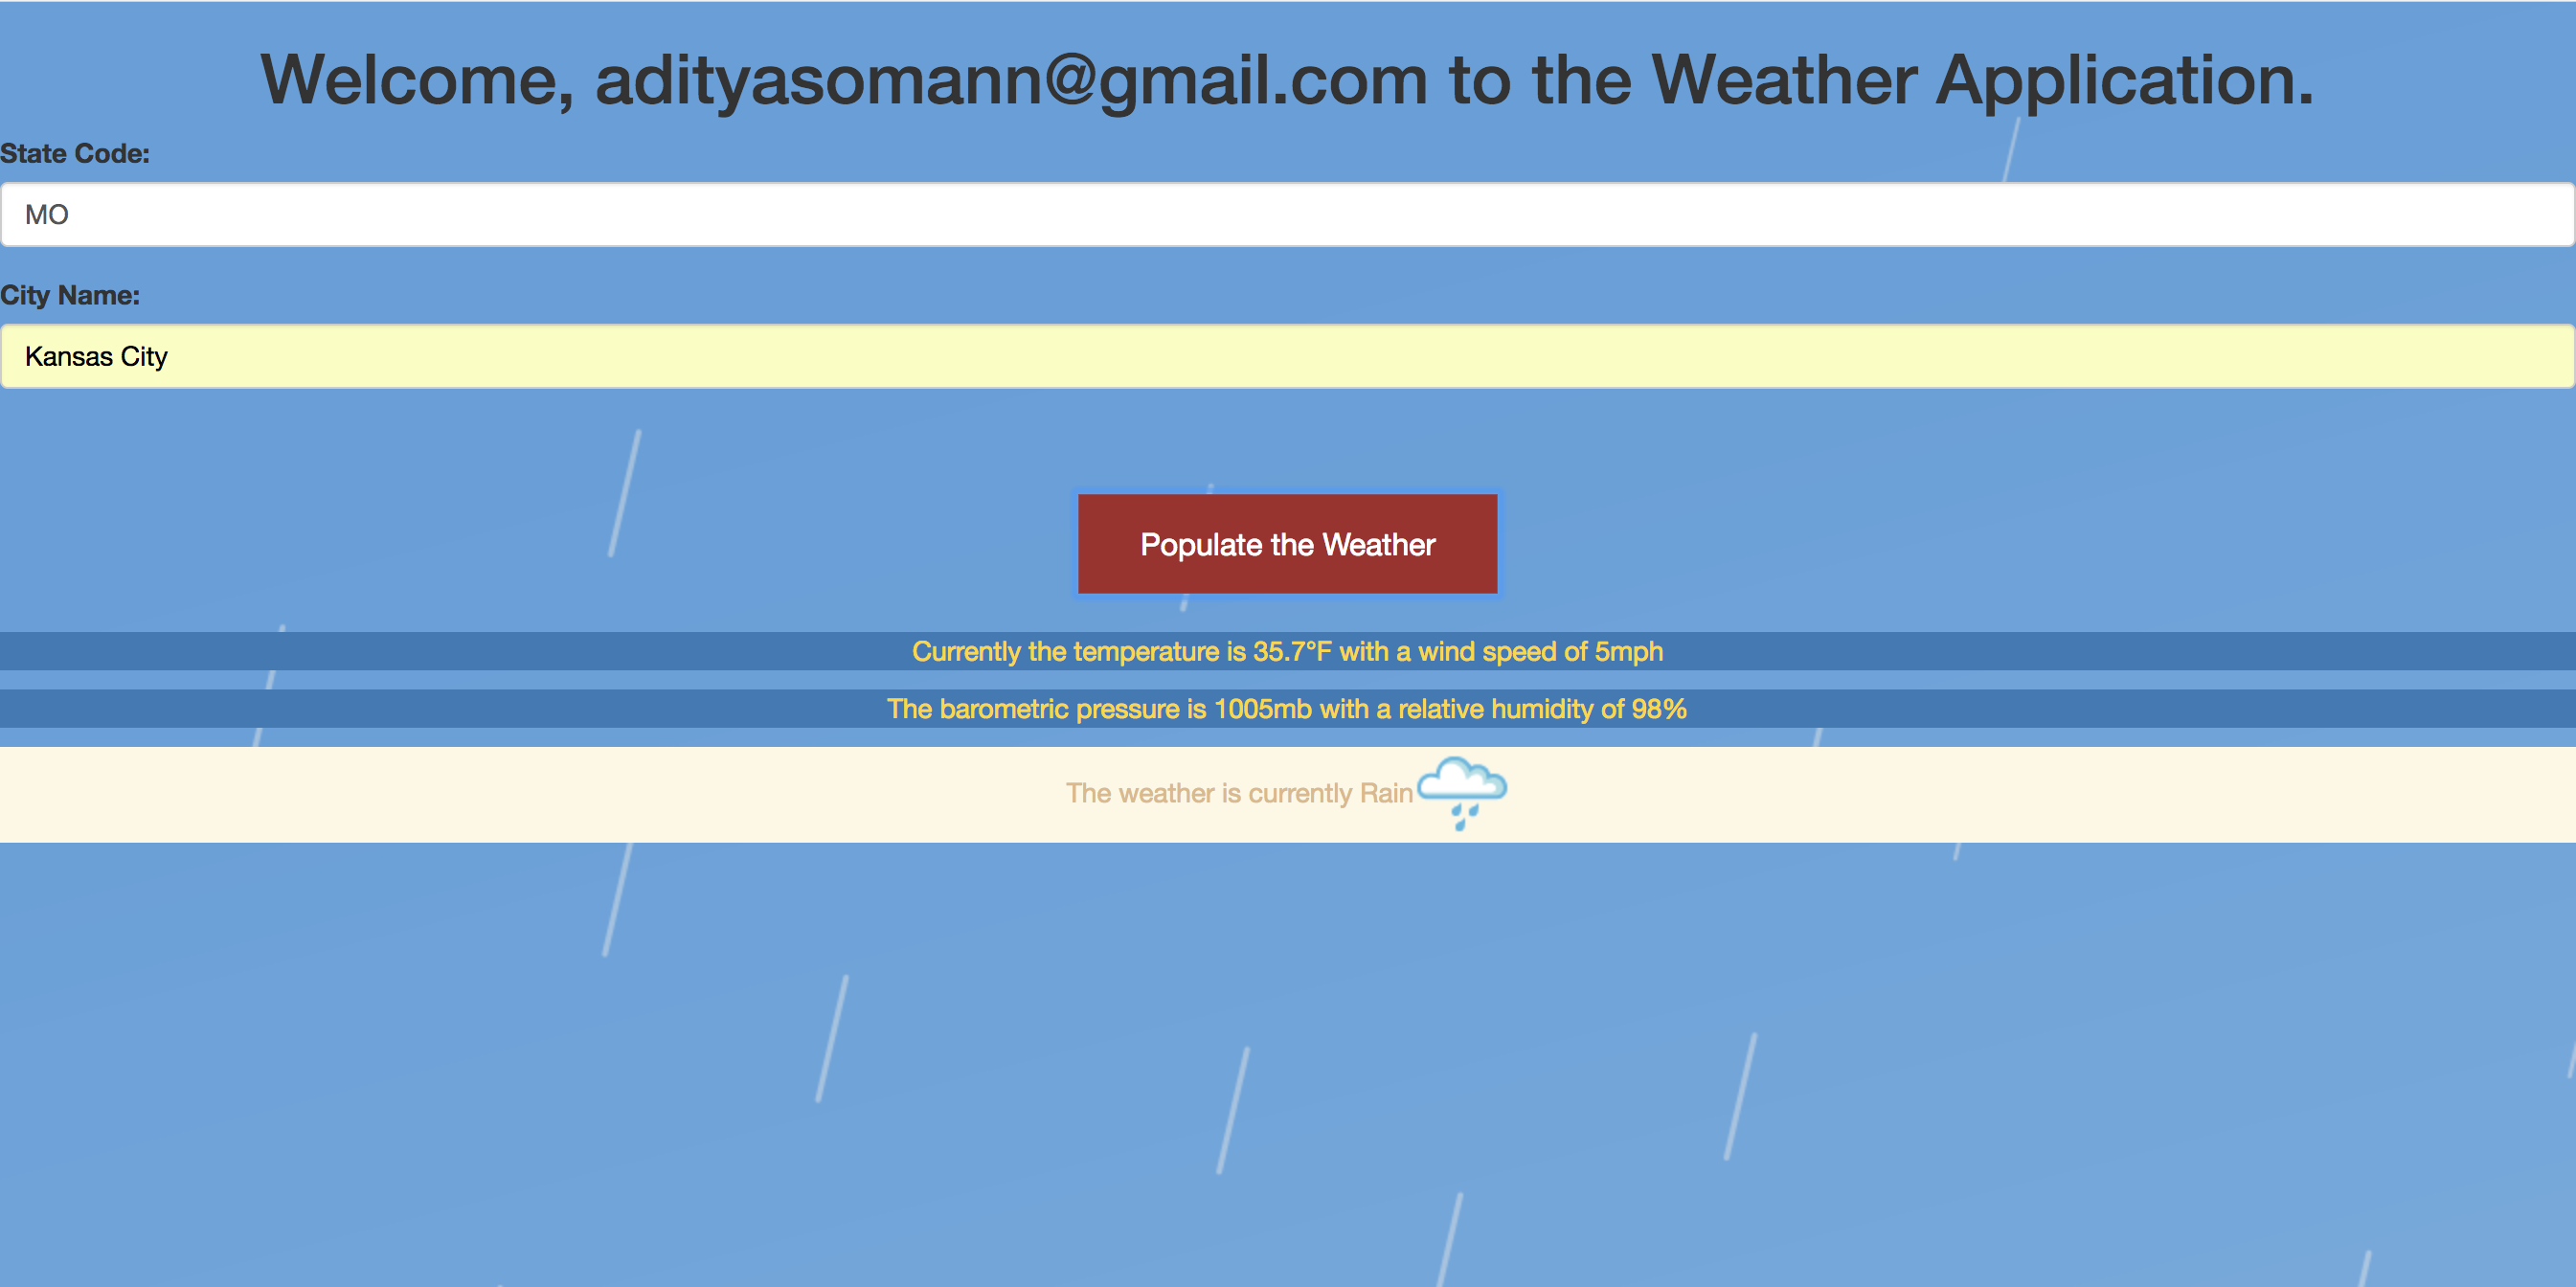 Welcome, adityasomann@gmail.com to the Weather Application.
State Code:
MO
City Name:
Kansas City
Populate the Weather
Currently the temperature is 35.7°F with a wind speed of 5mph
The barometric pressure is 1005mb with a relative humidity of 98%
The weather is currently Rain